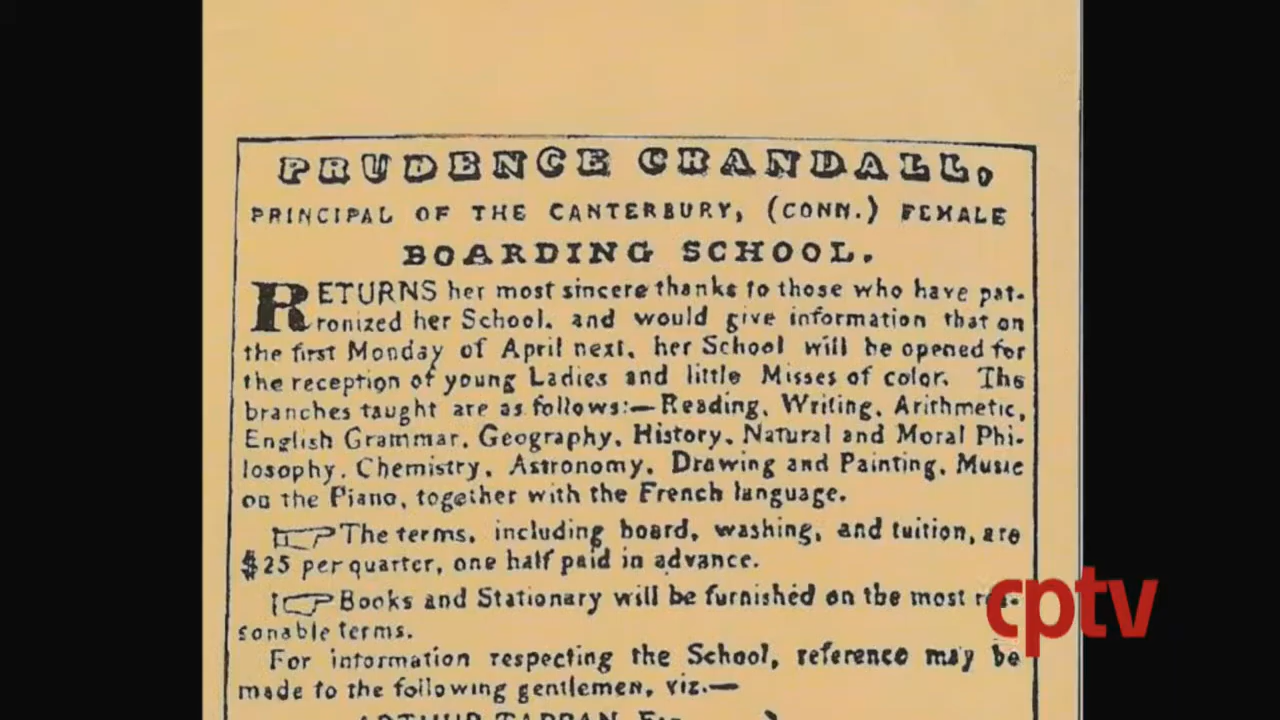 PRUDENCE CRANDALL,
PRINCIPAL OF THE CANTERBURY, (CONN.) FEMALE
BOARDING SCHOOL.
RETURNS her most sincere thanks to those who have pat-
ronized her School, and would give information that on
the first Monday of April next, her School will be opened for
the reception of young Ladies and little Misses of color. The
branches taught are as follows:—Reading, Writing, Arithmetic,
English Grammar, Geography, History, Natural and Moral Phi-
losophy, Chemistry, Astronomy, Drawing and Painting, Music
on the Piano, together with the French language.
☞The terms, including board, washing, and tuition, are
$25 per quarter, one half paid in advance.
☞Books and Stationary will be furnished on the most rea-
sonable terms.
For information respecting the School, reference may be
made to the following gentlemen, viz.—
ARTHUR TAPPAN, Esq.
cptv